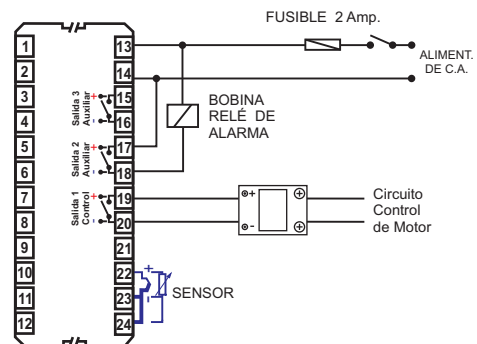 FUSIBLE 2 Amp.
ALIMENT.
DE C.A.
1
2
3
4
5
6
7
8
9
10
11
12
13
14
15
16
17
18
19
20
21
22
23
24
Salida 3
Auxiliar
+
-
Salida 2
Auxiliar
+
-
Salida 1
Control
+
-
BOBINA
RELÉ DE
ALARMA
+
-
Circuito
Control
de Motor
+
-
SENSOR